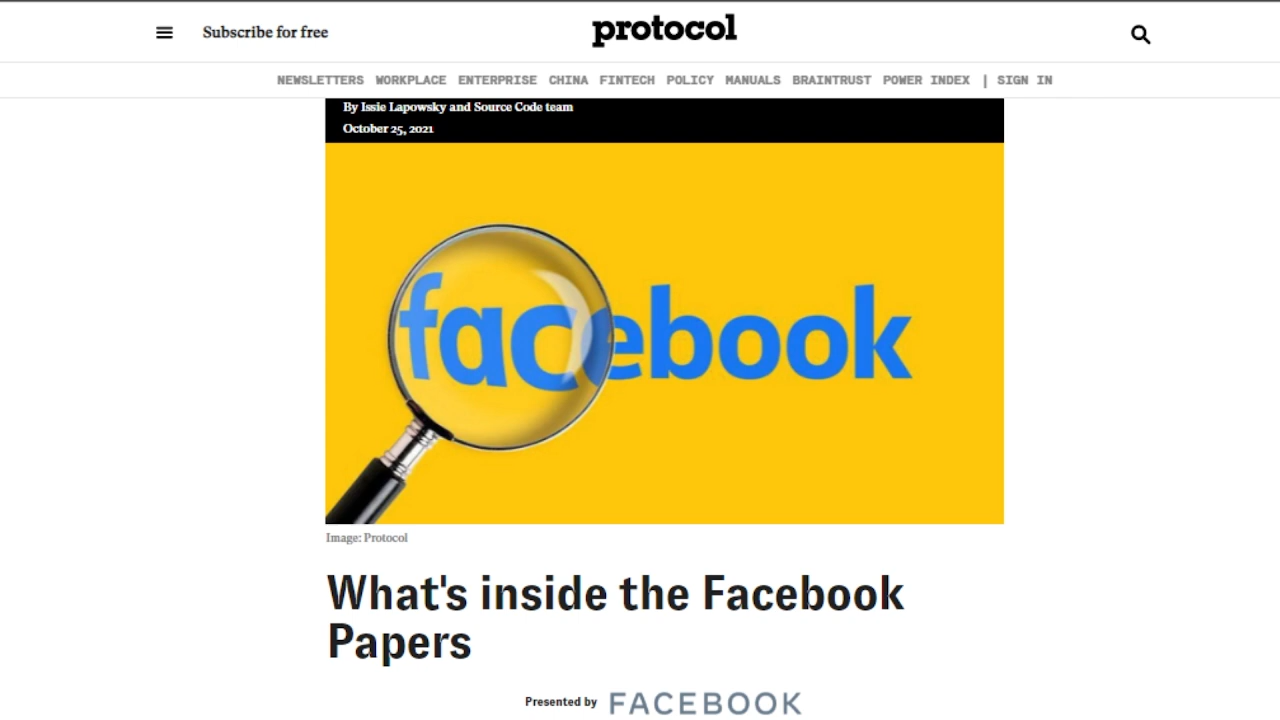 Subscribe for free
protocol
NEWSLETTERS WORKPLACE ENTERPRISE CHINA FINTECH POLICY MANUALS BRAINTRUST POWER INDEX | SIGN IN
By Issie Lapowsky and Source Code team
October 25, 2021
facebook
Image: Protocol
What's inside the Facebook
Papers
Presented by FACEBOOK